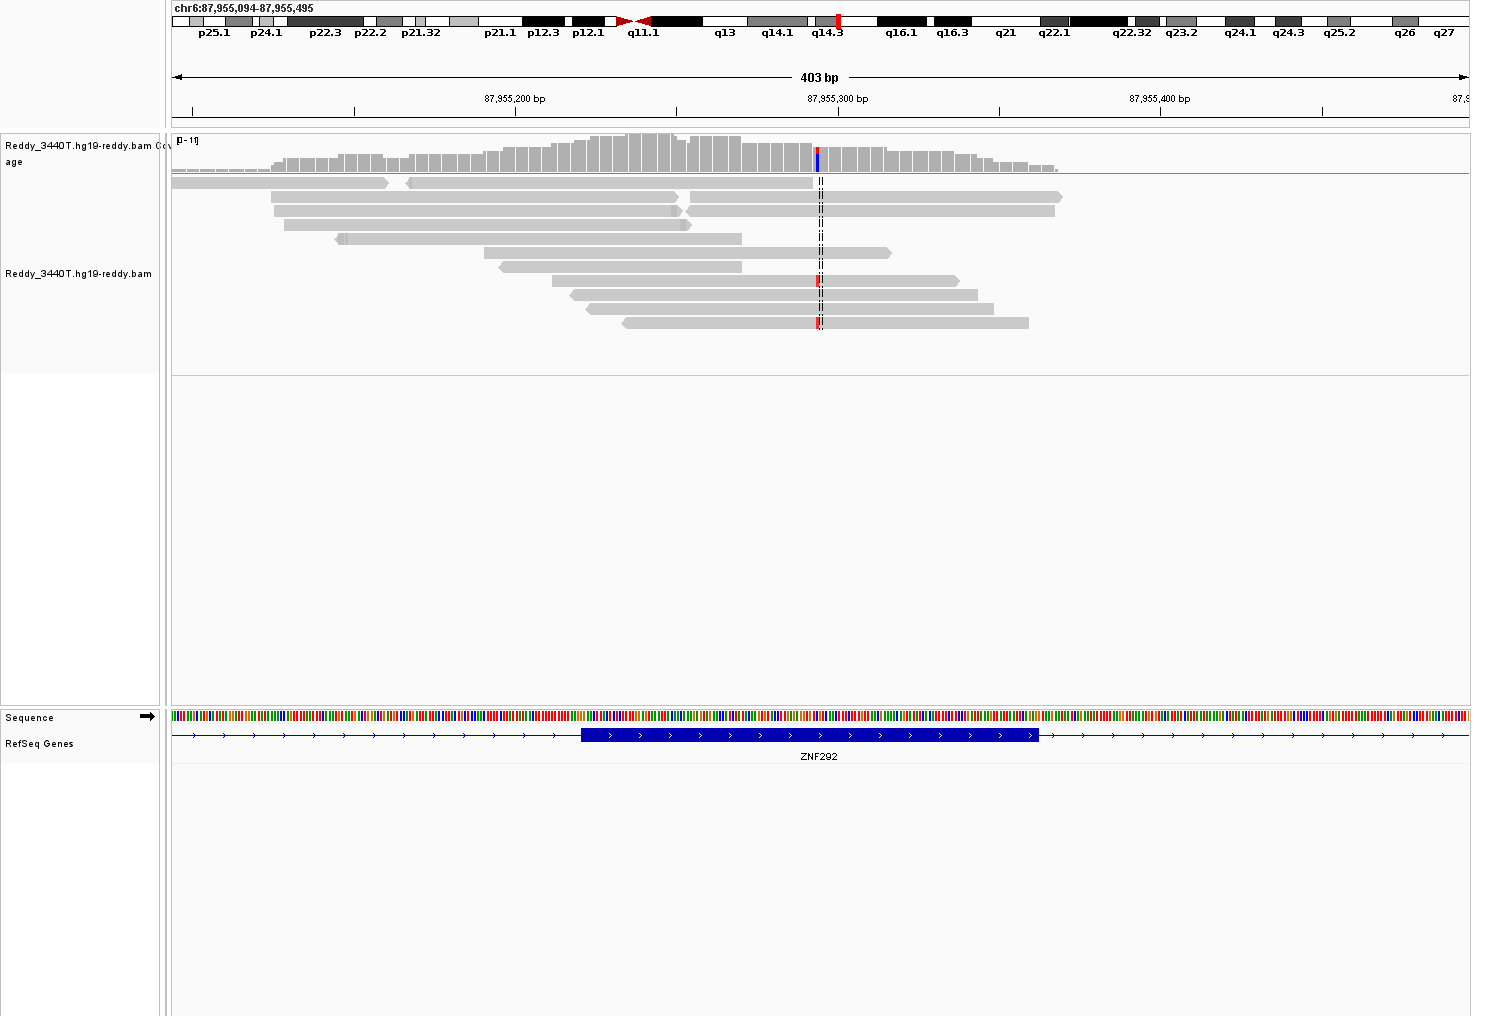 chr6:87,955,094-87,955,495
p25.1 p24.1 p22.3 p22.2 p21.32 p21.1 p12.3 p12.1 q11.1 q13 q14.1 q14.3 q16.1 q16.3 q21 q22.1 q22.32 q23.2 q24.1 q24.3 q25.2 q26 q27
403 bp
87,955,200 bp 87,955,300 bp 87,955,400 bp 87,9
Reddy_3440T.hg19-reddy.bam Cov
age
[0 - 11]
Reddy_3440T.hg19-reddy.bam
Sequence
RefSeq Genes
ZNF292